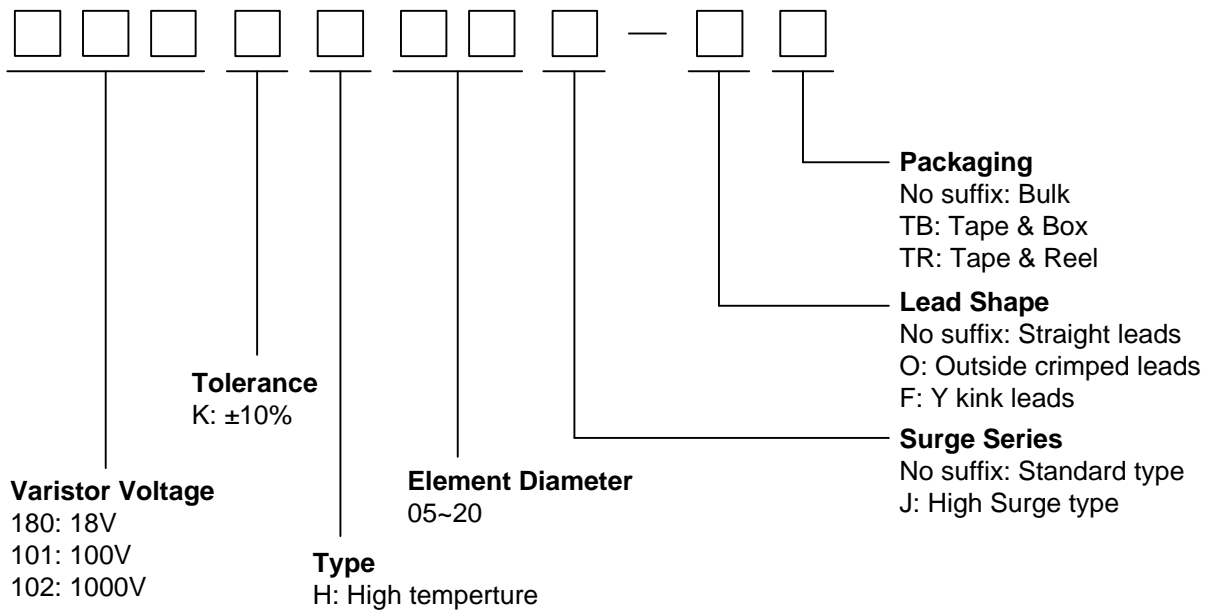 Packaging
No suffix: Bulk
TB: Tape & Box
TR: Tape & Reel
Lead Shape
No suffix: Straight leads
O: Outside crimped leads
F: Y kink leads
Surge Series
No suffix: Standard type
J: High Surge type
Element Diameter
05~20
Type
H: High temperture
Tolerance
K: ±10%
Varistor Voltage
180: 18V
101: 100V
102: 1000V